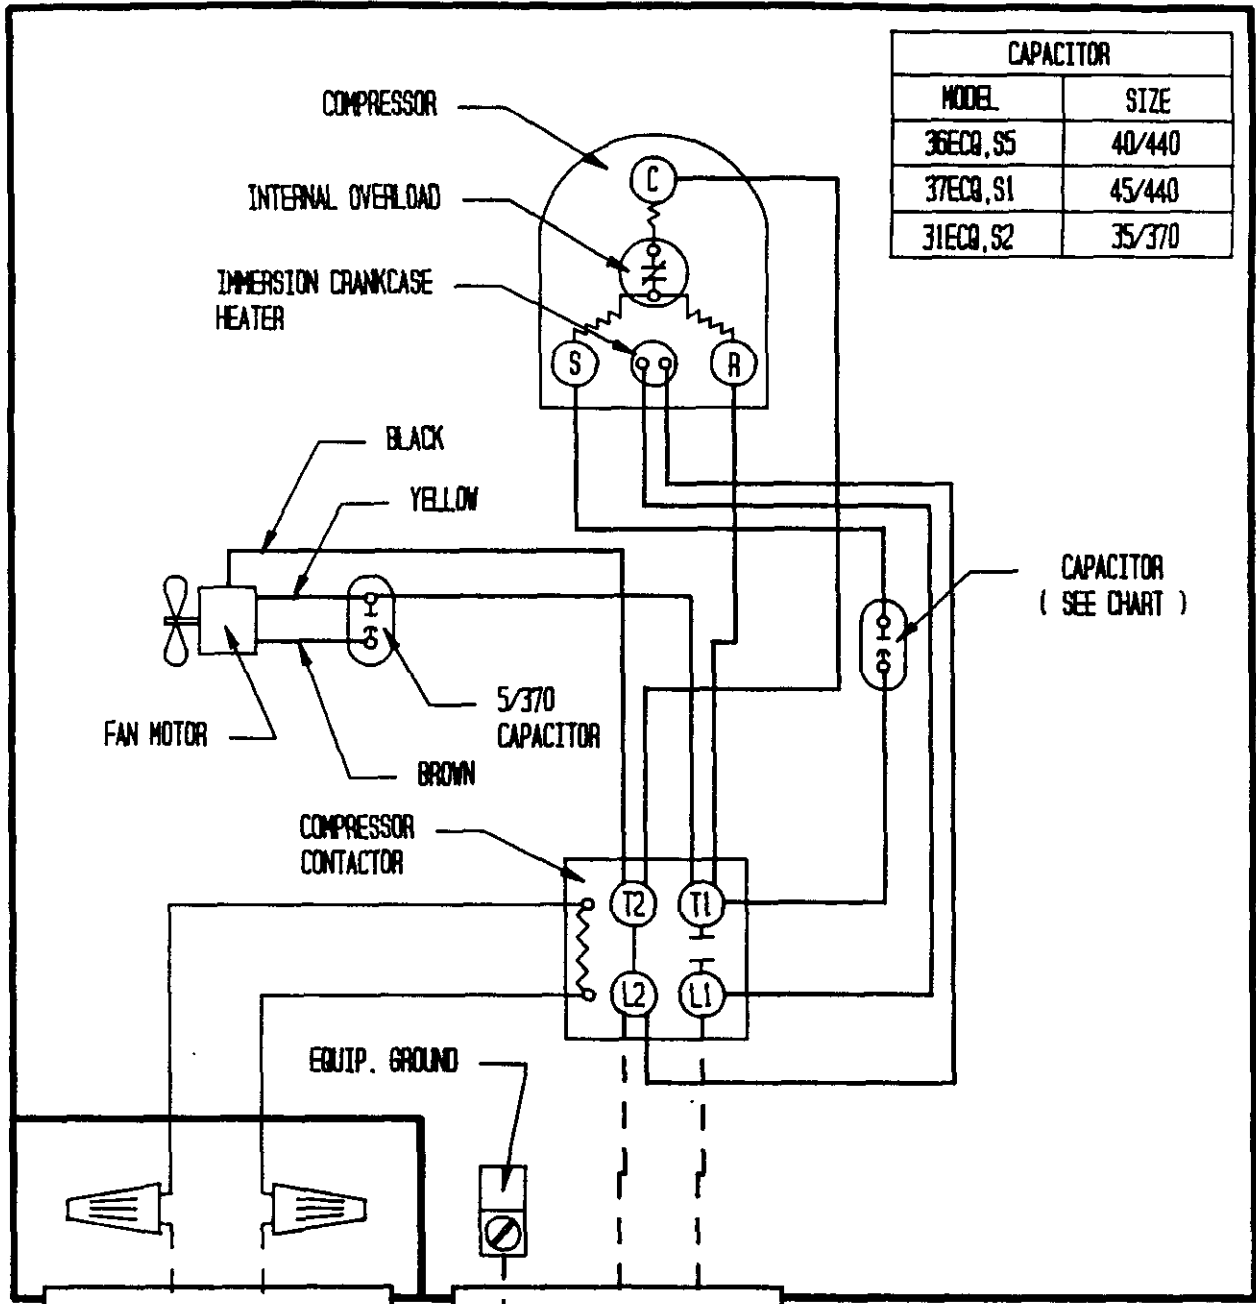 CAPACITOR
MODEL SIZE
36ECQ,S5 40/440
37ECQ,S1 45/440
31ECQ,S2 35/370
COMPRESSOR
C
INTERNAL OVERLOAD
IMMERSION CRANKCASE
HEATER
S
R
BLACK
YELLOW
CAPACITOR
( SEE CHART )
5/370
CAPACITOR
FAN MOTOR
BROWN
COMPRESSOR
CONTACTOR
T2
T1
L2
L1
EQUIP. GROUND